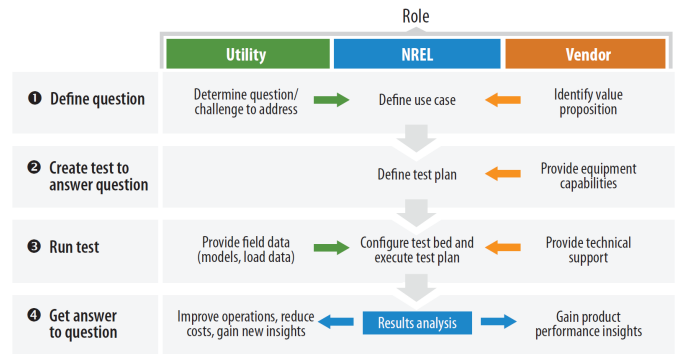 Role
Utility
NREL
Vendor
❶ Define question
Determine question/
challenge to address
Define use case
Identify value
proposition
❷ Create test to
answer question
Define test plan
Provide equipment
capabilities
❸ Run test
Provide field data
(models, load data)
Configure test bed and
execute test plan
Provide technical
support
❹ Get answer
to question
Improve operations, reduce
costs, gain new insights
Results analysis
Gain product
performance insights